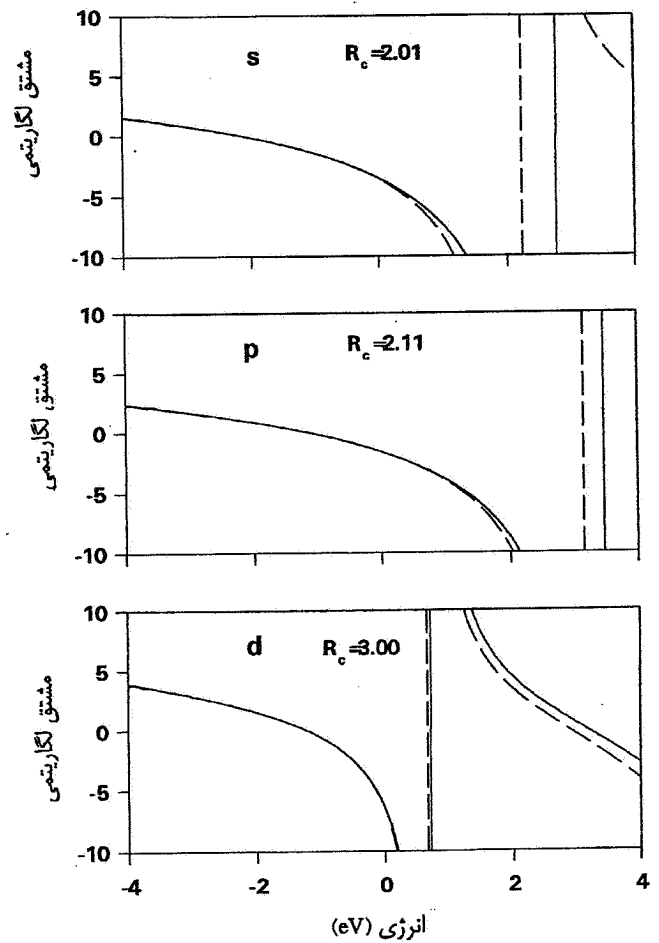 10
s
R_c=2.01
5
مشتق لگاریتمی
0
-5
-10
10
p
R_c=2.11
5
مشتق لگاریتمی
0
-5
-10
10
d
R_c=3.00
5
مشتق لگاریتمی
0
-5
-10
-4 -2 0 2 4
انرژی (eV)